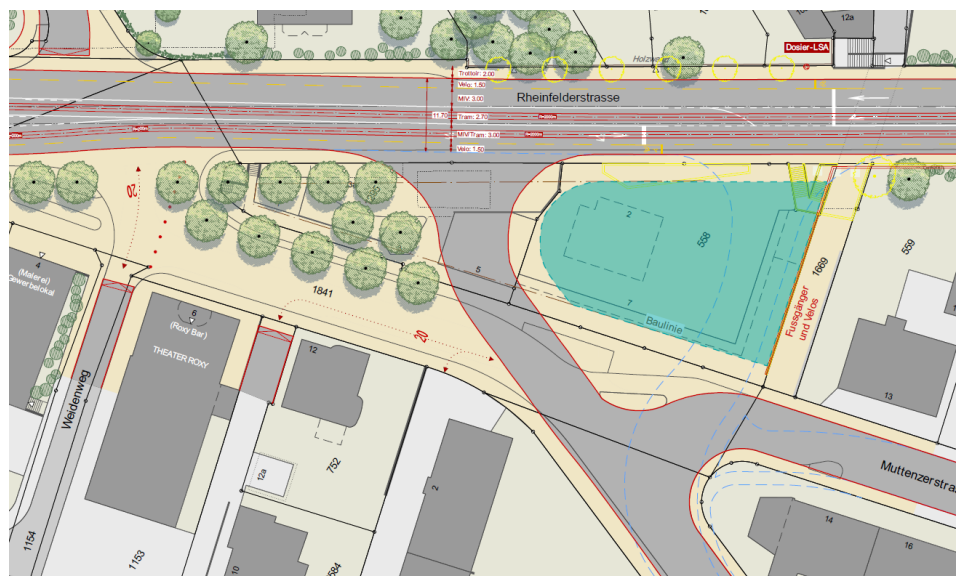 12a
Dosier-LSA
Holzweg
Trottoir: 2.00
Velo: 1.50
MIV: 3.00
Rheinfelderstrasse
11.70
Tram: 2.70
MIV/Tram: 3.00
Velo: 1.50
20
2
558
559
4
(Malerei)
Gewerbelokal
5
1669
1841
7
Baulinie
Fussgänger
und Velos
6
(Roxy Bar)
THEATER ROXY
20
12
13
Weidenweg
752
2
12a
Muttenzerstras
14
16
1154
1153
10
584